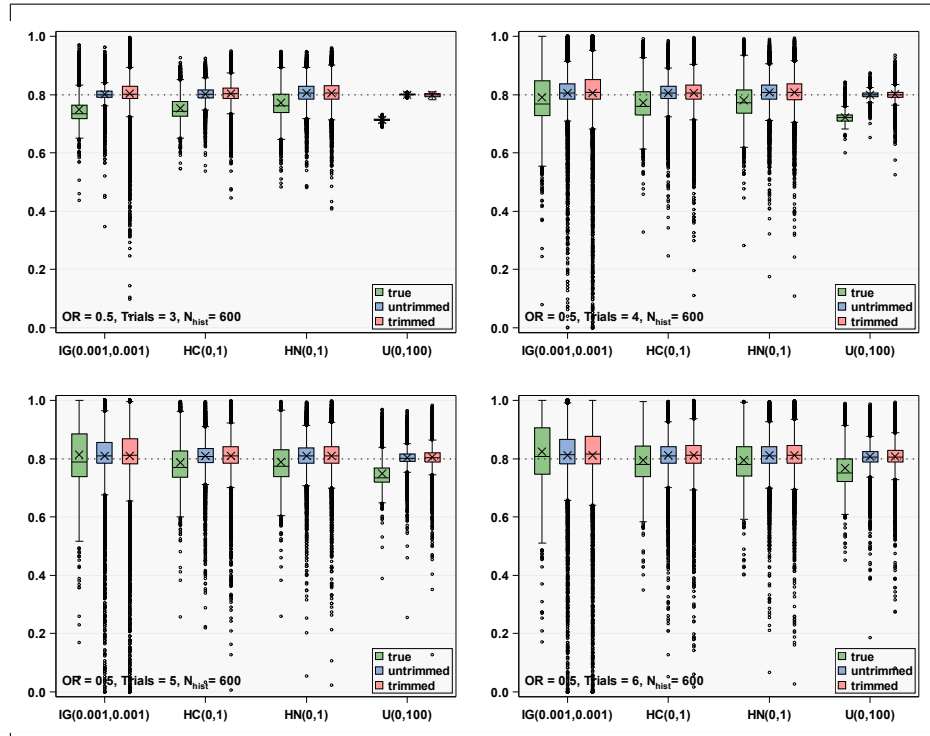 1.0
0.8
0.6
0.4
0.2
0.0
OR = 0.5, Trials = 3, N_hist = 600
true
untrimmed
trimmed
IG(0.001,0.001) HC(0,1) HN(0,1) U(0,100)
1.0
0.8
0.6
0.4
0.2
0.0
OR = 0.5, Trials = 4, N_hist = 600
true
untrimmed
trimmed
IG(0.001,0.001) HC(0,1) HN(0,1) U(0,100)
1.0
0.8
0.6
0.4
0.2
0.0
OR = 0.5, Trials = 5, N_hist = 600
true
untrimmed
trimmed
IG(0.001,0.001) HC(0,1) HN(0,1) U(0,100)
1.0
0.8
0.6
0.4
0.2
0.0
OR = 0.5, Trials = 6, N_hist = 600
true
untrimmed
trimmed
IG(0.001,0.001) HC(0,1) HN(0,1) U(0,100)